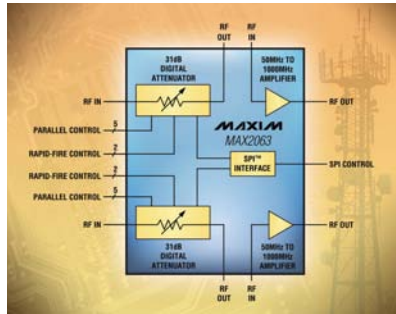 RF
OUT
RF
IN
31dB
DIGITAL
ATTENUATOR
50MHz TO
1000MHz
AMPLIFIER
RF IN
RF OUT
5
PARALLEL CONTROL
2
RAPID-FIRE CONTROL
MAXIM
MAX2063
SPI™
INTERFACE
SPI CONTROL
2
RAPID-FIRE CONTROL
5
PARALLEL CONTROL
RF IN
RF OUT
31dB
DIGITAL
ATTENUATOR
50MHz TO
1000MHz
AMPLIFIER
RF
OUT
RF
IN